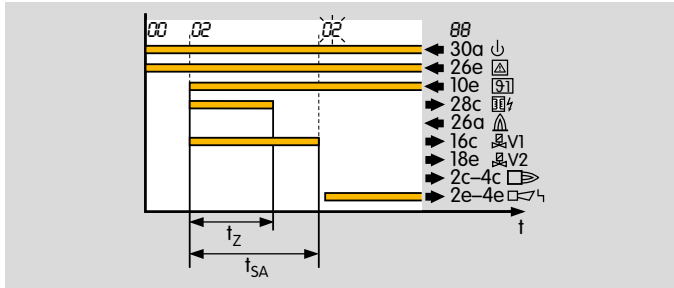 00 02 02 88
30a
26e
10e ϑ1
28c
26a
16c V1
18e V2
2c–4c
2e–4e
t
tZ
tSA